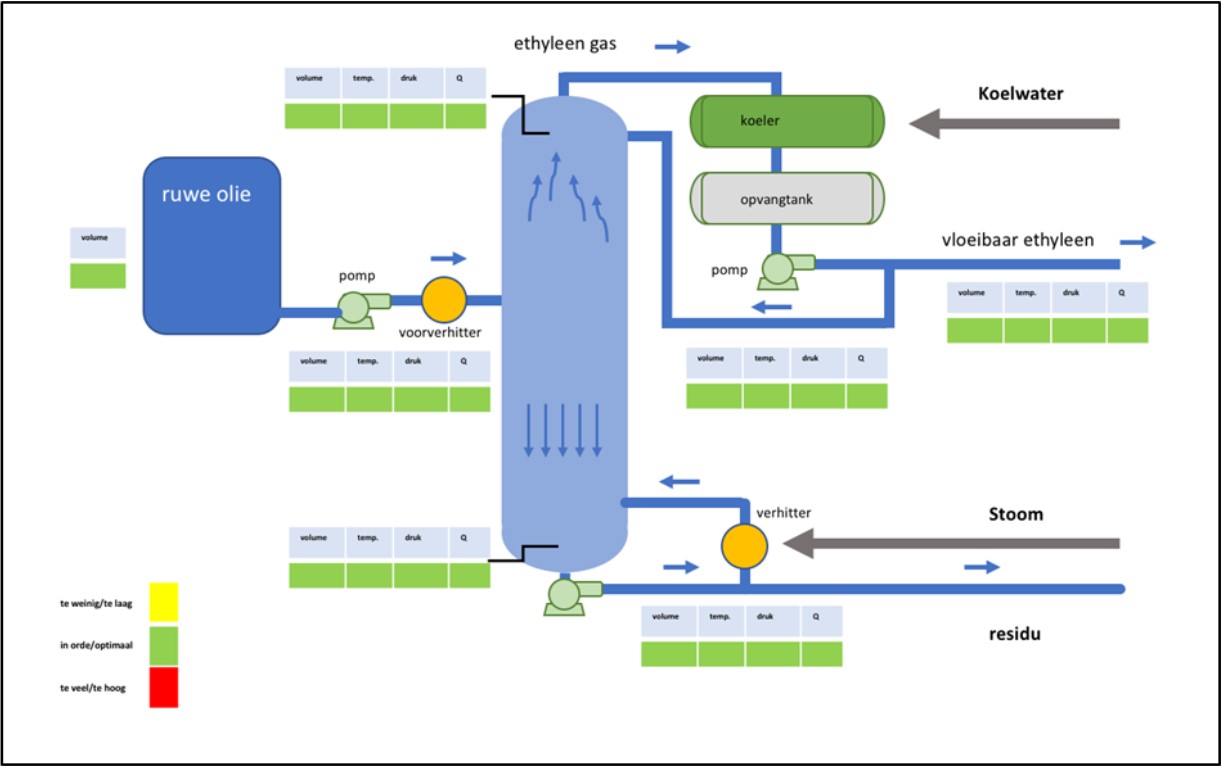 ethyleen gas
volume temp. druk Q
Koelwater
koeler
ruwe olie
opvangtank
volume
vloeibaar ethyleen
pomp
pomp
volume temp. druk Q
voorverhitter
volume temp. druk Q
volume temp. druk Q
verhitter
Stoom
volume temp. druk Q
te weinig/te laag
volume temp. druk Q
in orde/optimaal
residu
te veel/te hoog